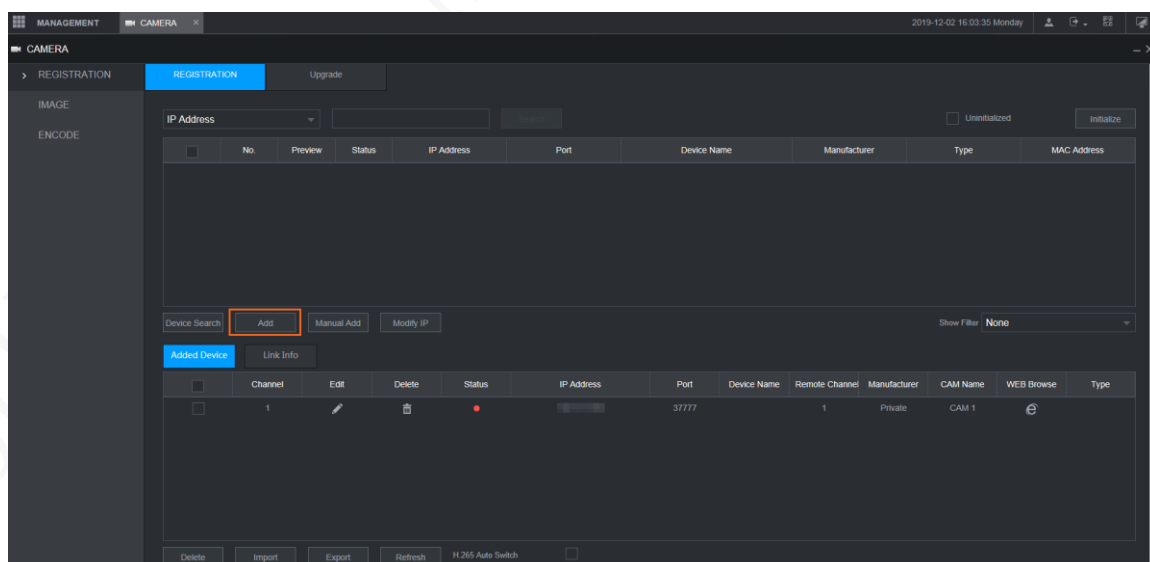 MANAGEMENT CAMERA × 2019-12-02 16:03:35 Monday
CAMERA
REGISTRATION REGISTRATION Upgrade
IMAGE
IP Address Search Uninitialized Initialize
ENCODE
No. Preview Status IP Address Port Device Name Manufacturer Type MAC Address
Device Search Add Manual Add Modify IP Show Filter None
Added Device Link Info
Channel Edit Delete Status IP Address Port Device Name Remote Channel Manufacturer CAM Name WEB Browse Type
1 37777 1 Private CAM 1
Delete Import Export Refresh H.265 Auto Switch